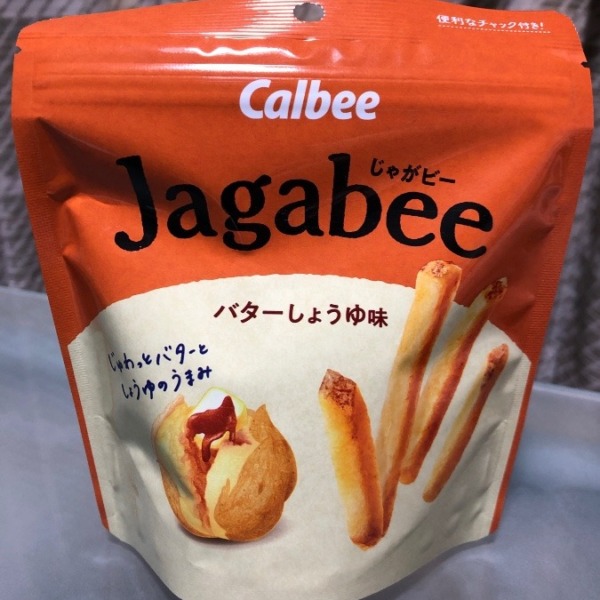 便利なチャック付き!
Calbee
じゃがビー
Jagabee
バターしょうゆ味
じゅわっとバターと
しょうゆのうまみ